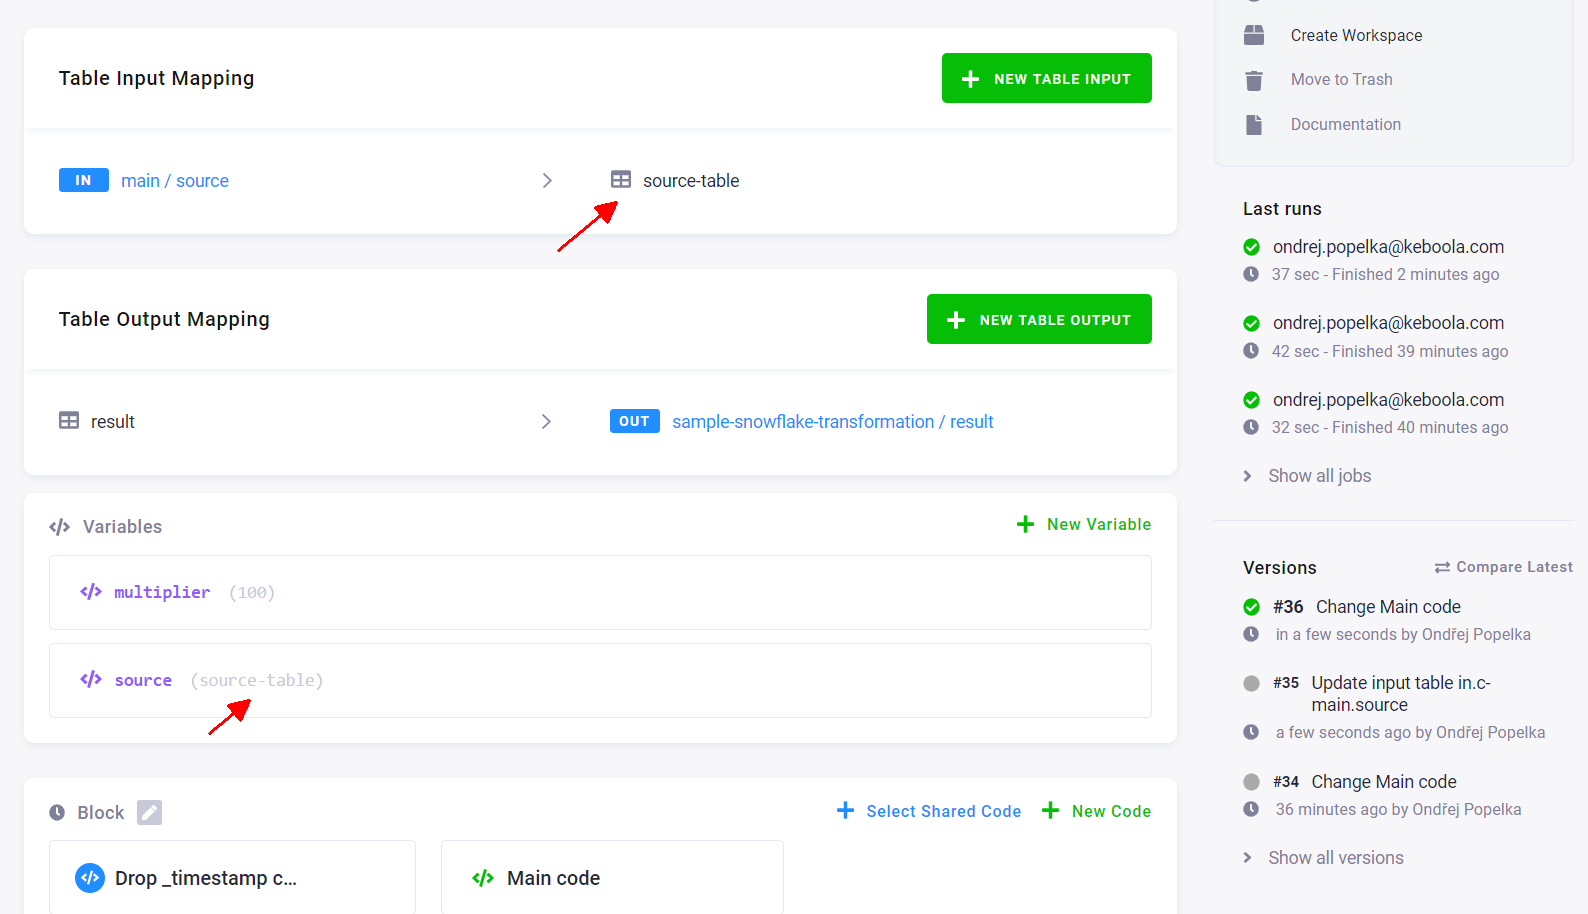 Table Input Mapping
NEW TABLE INPUT
IN main / source
source-table
Table Output Mapping
NEW TABLE OUTPUT
result
OUT sample-snowflake-transformation / result
Variables
New Variable
multiplier (100)
source (source-table)
Block
Select Shared Code
New Code
Drop _timestamp c...
Main code
Create Workspace
Move to Trash
Documentation
Last runs
ondrej.popelka@keboola.com
37 sec - Finished 2 minutes ago
ondrej.popelka@keboola.com
42 sec - Finished 39 minutes ago
ondrej.popelka@keboola.com
32 sec - Finished 40 minutes ago
Show all jobs
Versions
Compare Latest
#36 Change Main code
in a few seconds by Ondřej Popelka
#35 Update input table in.c-
main.source
a few seconds ago by Ondřej Popelka
#34 Change Main code
36 minutes ago by Ondřej Popelka
Show all versions